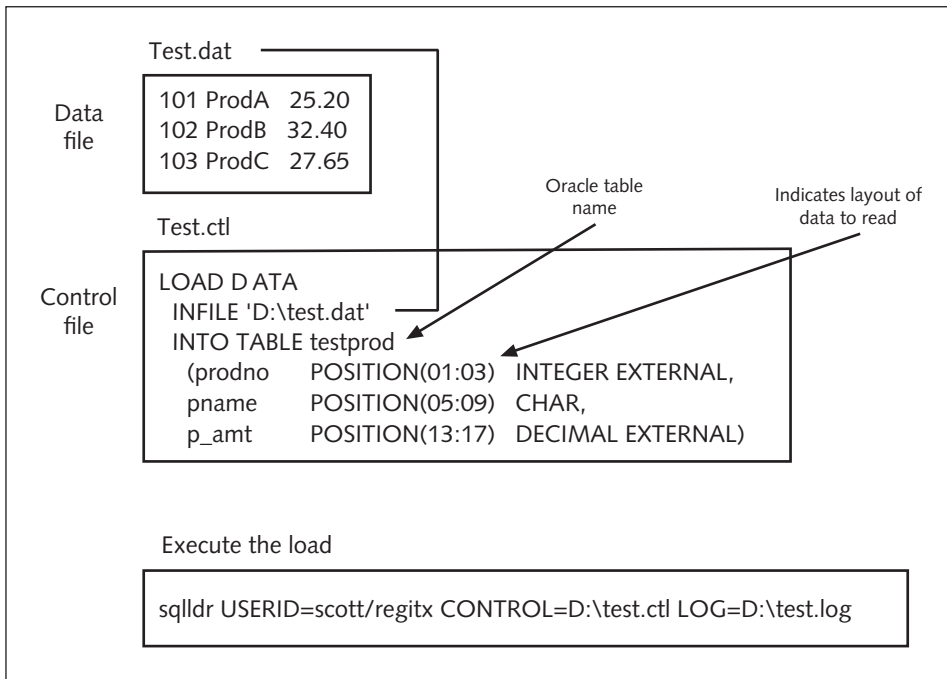 Test.dat
Data
file
101 ProdA 25.20
102 ProdB 32.40
103 ProdC 27.65
Oracle table
name
Indicates layout of
data to read
Test.ctl
Control
file
LOAD D ATA
INFILE 'D:\test.dat'
INTO TABLE testprod
(prodno POSITION(01:03) INTEGER EXTERNAL,
pname POSITION(05:09) CHAR,
p_amt POSITION(13:17) DECIMAL EXTERNAL)
Execute the load
sqlldr USERID=scott/regitx CONTROL=D:\test.ctl LOG=D:\test.log